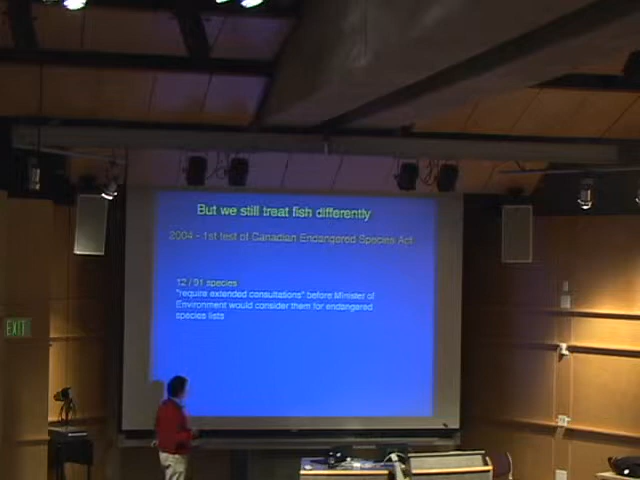 But we still treat fish differently
2004 - 1st test of Canadian Endangered Species Act
12 / 91 species
"require extended consultations" before Minister of
Environment would consider them for endangered
species lists
EXIT